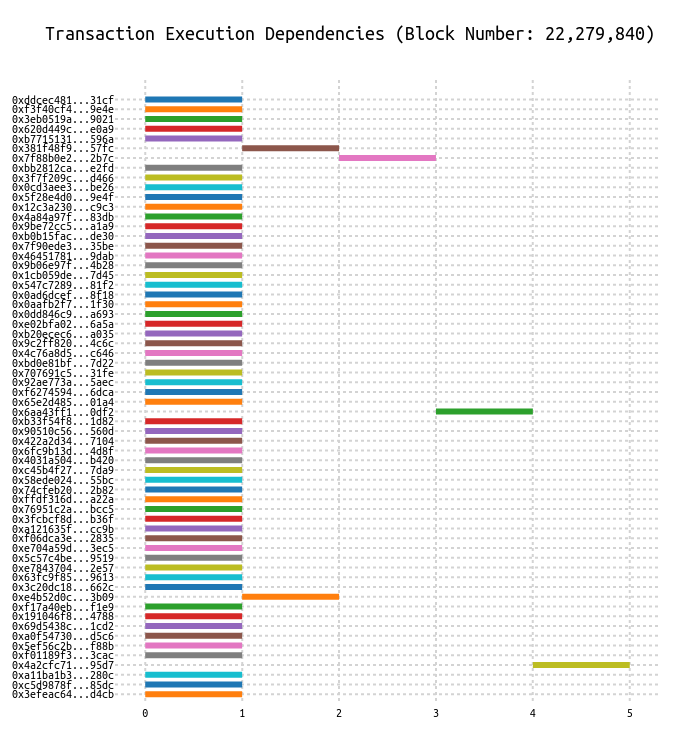 Transaction Execution Dependencies (Block Number: 22,279,840)
0xddcec481...31cf
0xf3f40cf4...9e4e
0x3eb0519a...9021
0x620d449c...e0a9
0xb7715131...596a
0x381f48f9...57fc
0x7f88b0e2...2b7c
0xbb2812ca...e2fd
0x3f7f209c...d466
0x0cd3aee3...be26
0x5f28e4d0...9e4f
0x12c3a230...c9c3
0x4a84a97f...83db
0x9be72cc5...a1a9
0xb0b15fac...de30
0x7f90ede3...35be
0x46451781...9dab
0x9b06e97f...4b28
0x1cb059de...7d45
0x547c7289...81f2
0x0ad6dcef...8f18
0x0aafb2f7...1f30
0x0dd846c9...a693
0xe02bfa02...6a5a
0xb20ecec6...a035
0x9c2ff820...4c6c
0x4c76a8d5...c646
0xbd0e81bf...7d22
0x707691c5...31fe
0x92ae773a...5aec
0xf6274594...6dca
0x65e2d485...01a4
0x6aa43ff1...0df2
0xb33f54f8...1d82
0x90510c56...560d
0x422a2d34...7104
0x6fc9b13d...4d8f
0x4031a504...b420
0xc45b4f27...7da9
0x58ede024...55bc
0x74cfeb20...2b82
0xffdf316d...a22a
0x76951c2a...bcc5
0x3fcbcf8d...b36f
0xa121635f...cc9b
0xf06dca3e...2835
0xe704a59d...3ec5
0x5c57c4be...9519
0xe7843704...2e57
0x63fc9f85...9613
0x3c20dc18...662c
0xe4b52d0c...3b09
0xf17a40eb...f1e9
0x191046f8...4788
0x69d5438c...1cd2
0xa0f54730...d5c6
0x5ef56c2b...f88b
0xf01189f3...3cac
0x4a2cfc71...95d7
0xa11ba1b3...280c
0xc5d9878f...85dc
0x3efeac64...d4cb
0 1 2 3 4 5